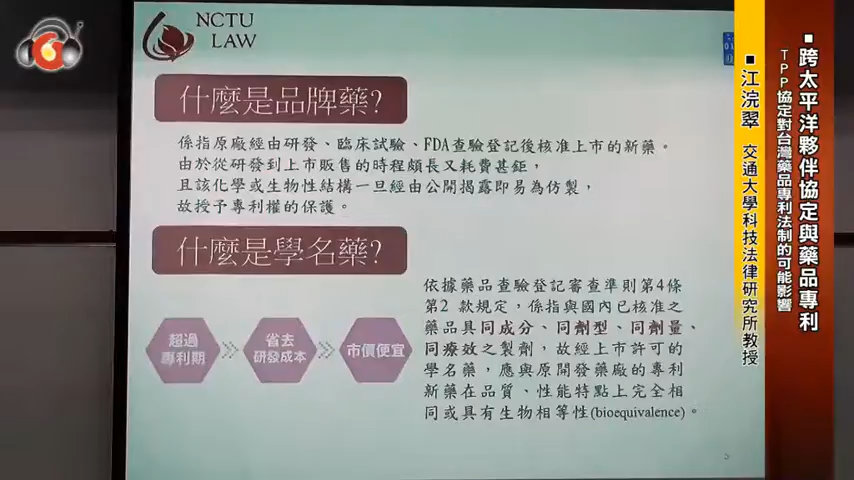 NCTU
LAW
什麼是品牌藥?
係指原廠經由研發、臨床試驗、FDA查驗登記後核准上市的新藥。
由於從研發到上市販售的時程頗長又耗費甚鉅，
且該化學或生物性結構一旦經由公開揭露即易為仿製，
故授予專利權的保護。
什麼是學名藥?
超過
專利期
省去
研發成本
市價便宜
依據藥品查驗登記審查準則第4條
第2 款規定，係指與國內已核准之
藥品具同成分、同劑型、同劑量、
同療效之製劑，故經上市許可的
學名藥，應與原開發藥廠的專利
新藥在品質、性能特點上完全相
同或具有生物相等性(bioequivalence)。
■跨太平洋夥伴協定與藥品專利
TPP協定對台灣藥品專利法制的可能影響
■江浣翠 交通大學科技法律研究所教授